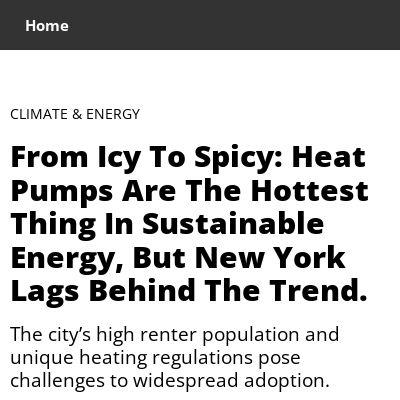 Home
CLIMATE & ENERGY
From Icy To Spicy: Heat
Pumps Are The Hottest
Thing In Sustainable
Energy, But New York
Lags Behind The Trend.
The city’s high renter population and
unique heating regulations pose
challenges to widespread adoption.